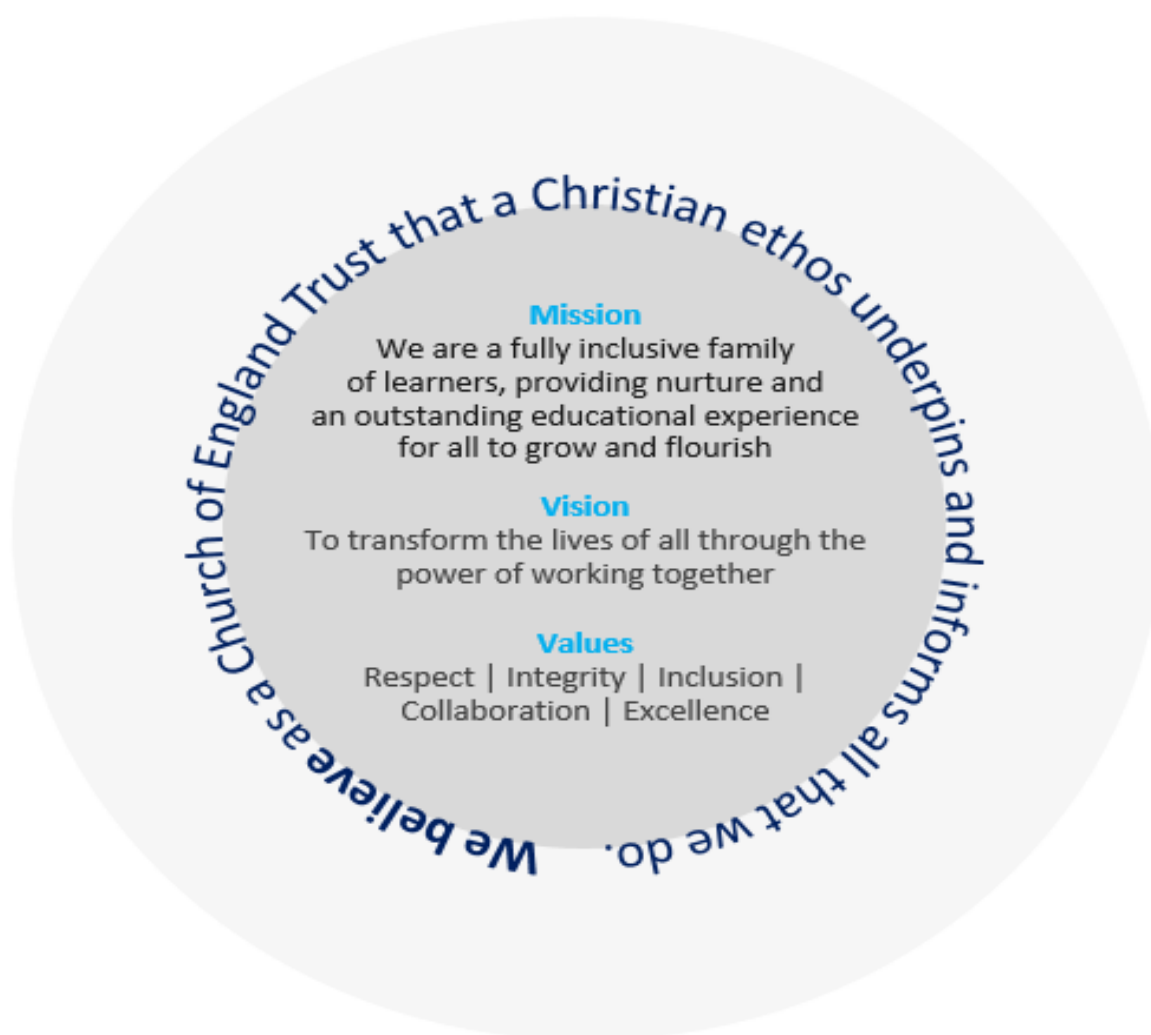 We believe as a Church of England Trust that a Christian ethos underpins and informs all that we do.
Mission
We are a fully inclusive family
of learners, providing nurture and
an outstanding educational experience
for all to grow and flourish
Vision
To transform the lives of all through the
power of working together
Values
Respect | Integrity | Inclusion |
Collaboration | Excellence